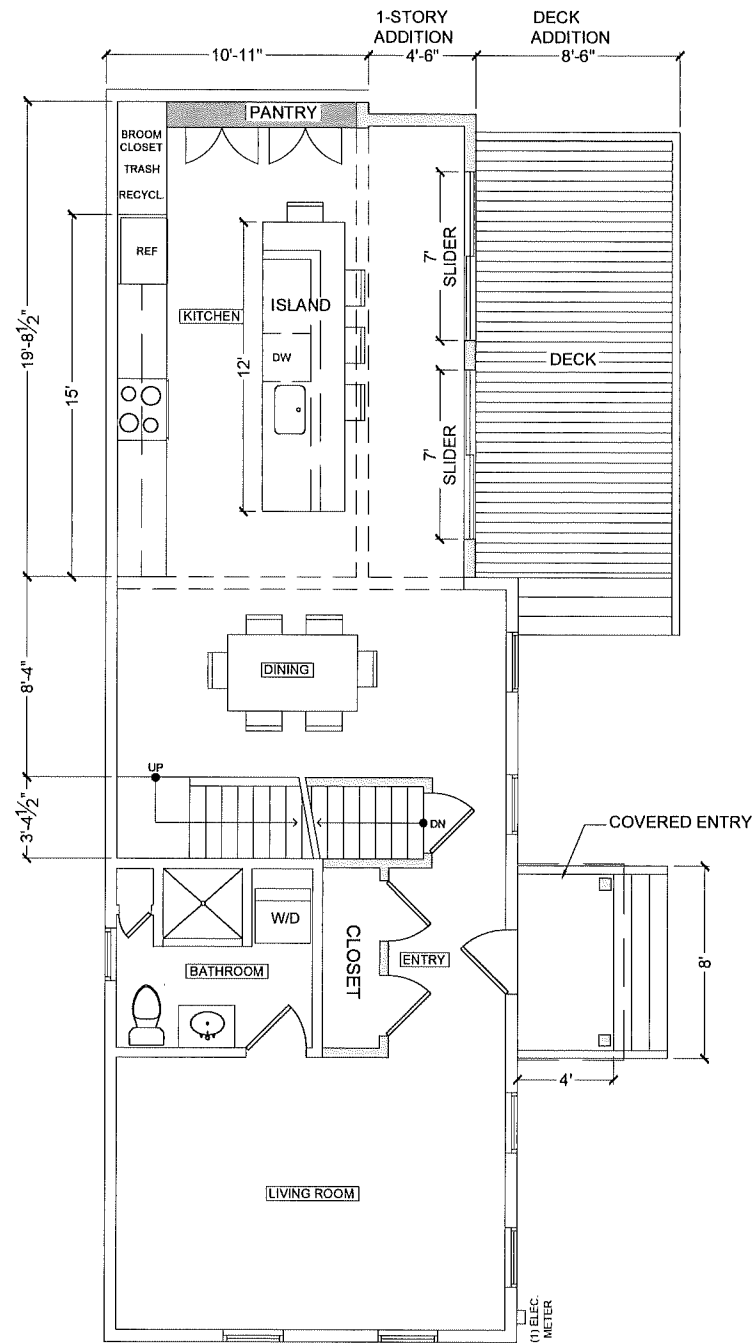 1-STORY
ADDITION
DECK
ADDITION
10'-11"
4'-6"
8'-6"
PANTRY
BROOM
CLOSET
TRASH
RECYCL.
REF
7'
SLIDER
ISLAND
KITCHEN
19'-8½"
15'
12'
DW
DECK
7'
SLIDER
8'-4"
DINING
UP
3'-4½"
DN
COVERED ENTRY
W/D
CLOSET
ENTRY
BATHROOM
8'
4'
LIVING ROOM
(1) ELEC.
METER